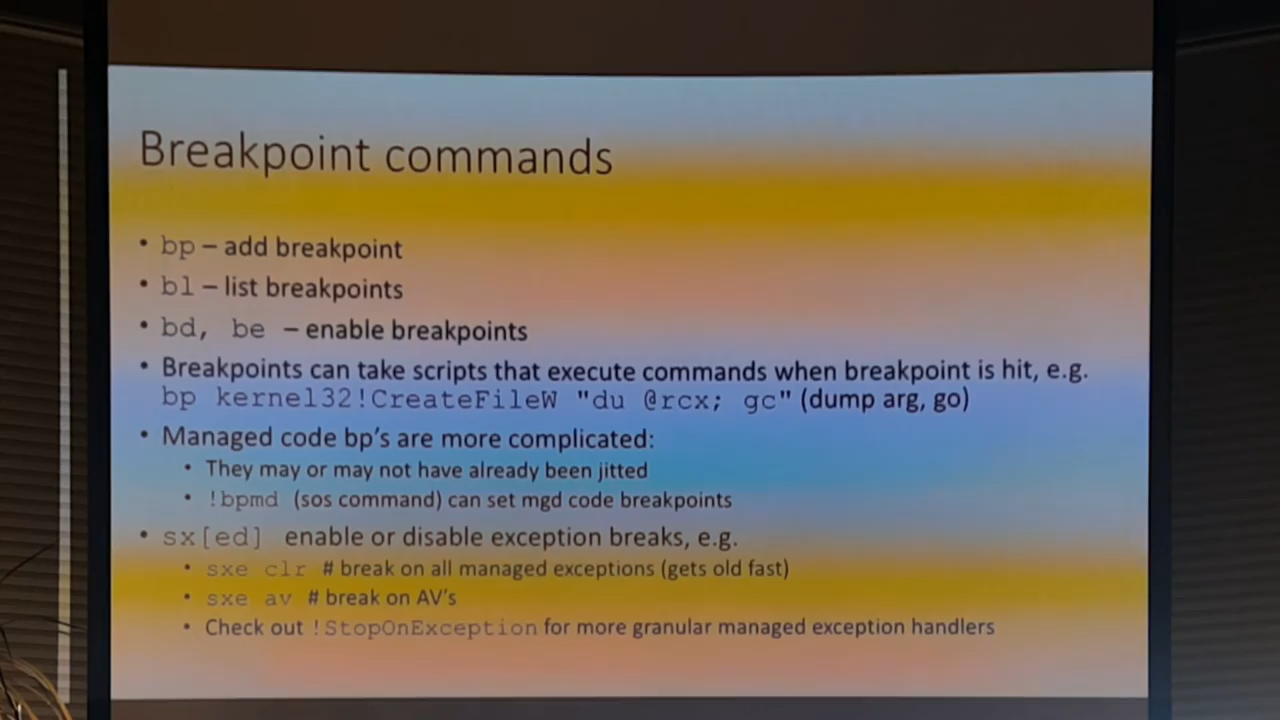 Breakpoint commands
• bp – add breakpoint
• bl – list breakpoints
• bd, be – enable breakpoints
• Breakpoints can take scripts that execute commands when breakpoint is hit, e.g.
bp kernel32!CreateFileW "du @rcx; gc" (dump arg, go)
• Managed code bp's are more complicated:
• They may or may not have already been jitted
• !bpmd (sos command) can set mgd code breakpoints
• sx[ed] enable or disable exception breaks, e.g.
• sxe clr # break on all managed exceptions (gets old fast)
• sxe av # break on AV's
• Check out !StopOnException for more granular managed exception handlers